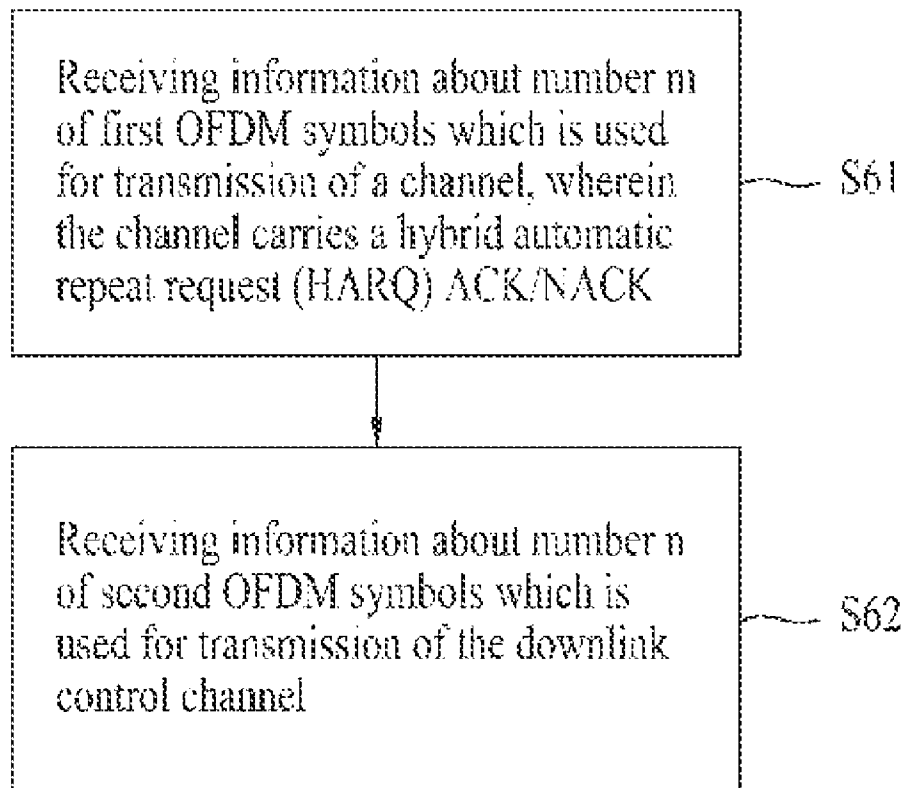 Receiving information about number m
of first OFDM symbols which is used
for transmission of a channel, wherein
the channel carries a hybrid automatic
repeat request (HARQ) ACK/NACK
S61
Receiving information about number n
of second OFDM symbols which is
used for transmission of the downlink
control channel
S62